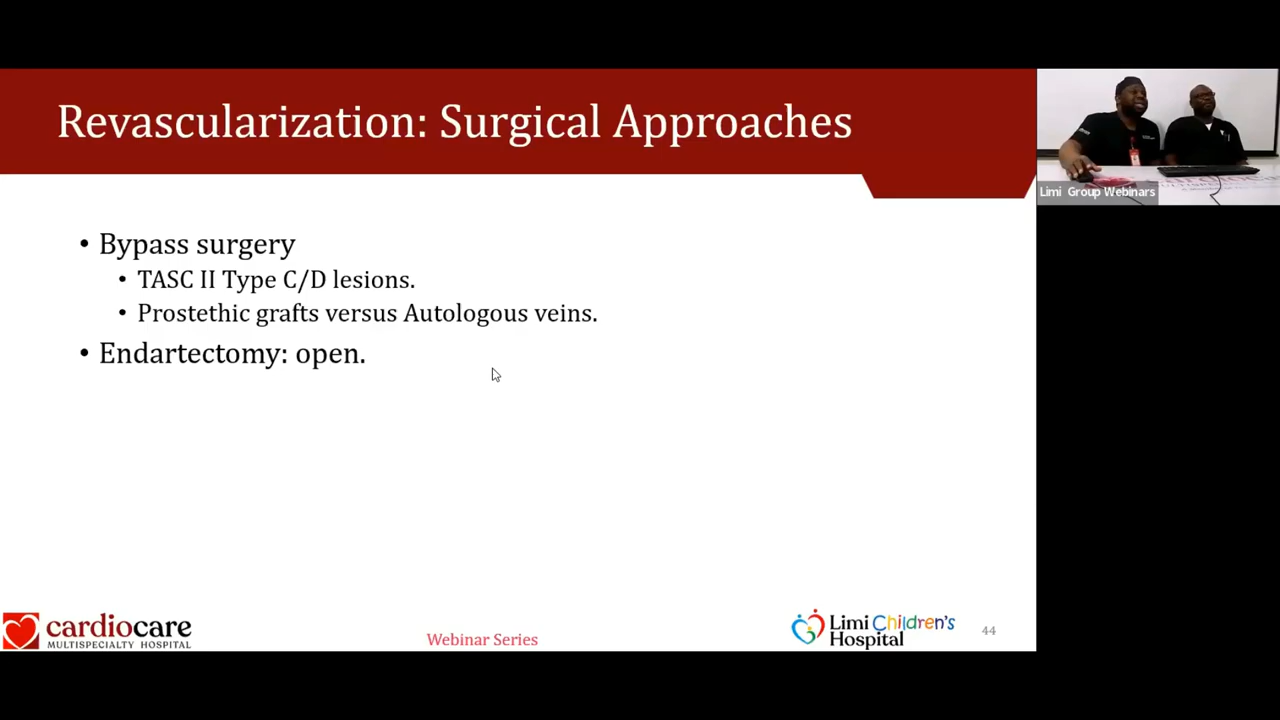 Revascularization: Surgical Approaches
Limi Group Webinars
• Bypass surgery
• TASC II Type C/D lesions.
• Prostethic grafts versus Autologous veins.
• Endartectomy: open.
cardiocare
MULTISPECIALTY HOSPITAL
Webinar Series
Limi Children's
Hospital
44